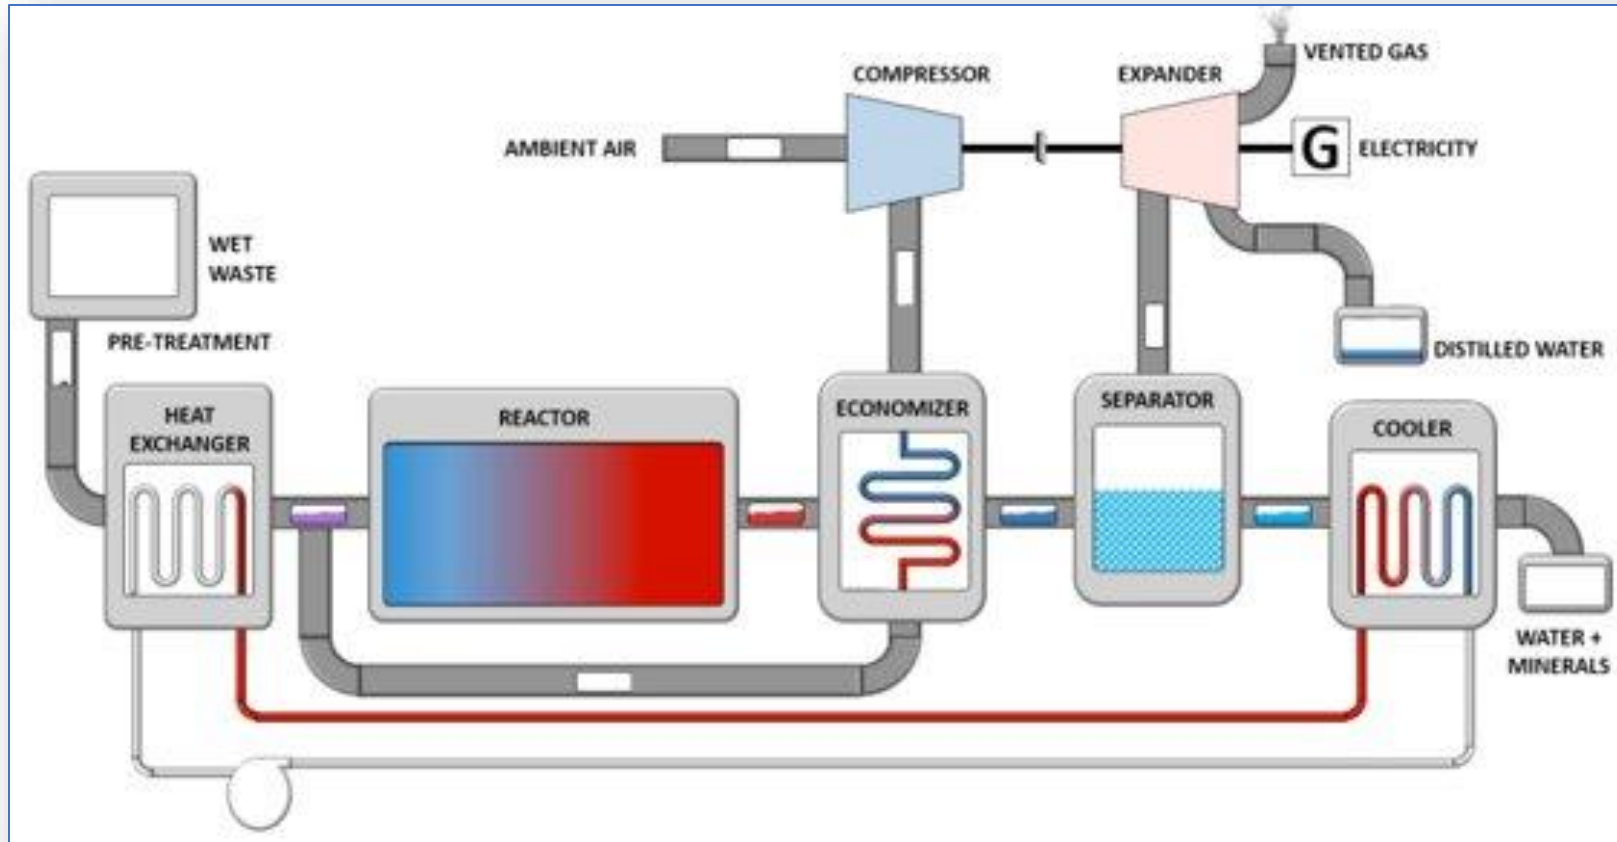 VENTED GAS
COMPRESSOR
EXPANDER
AMBIENT AIR
G
ELECTRICITY
WET
WASTE
PRE-TREATMENT
DISTILLED WATER
HEAT
EXCHANGER
REACTOR
ECONOMIZER
SEPARATOR
COOLER
WATER +
MINERALS